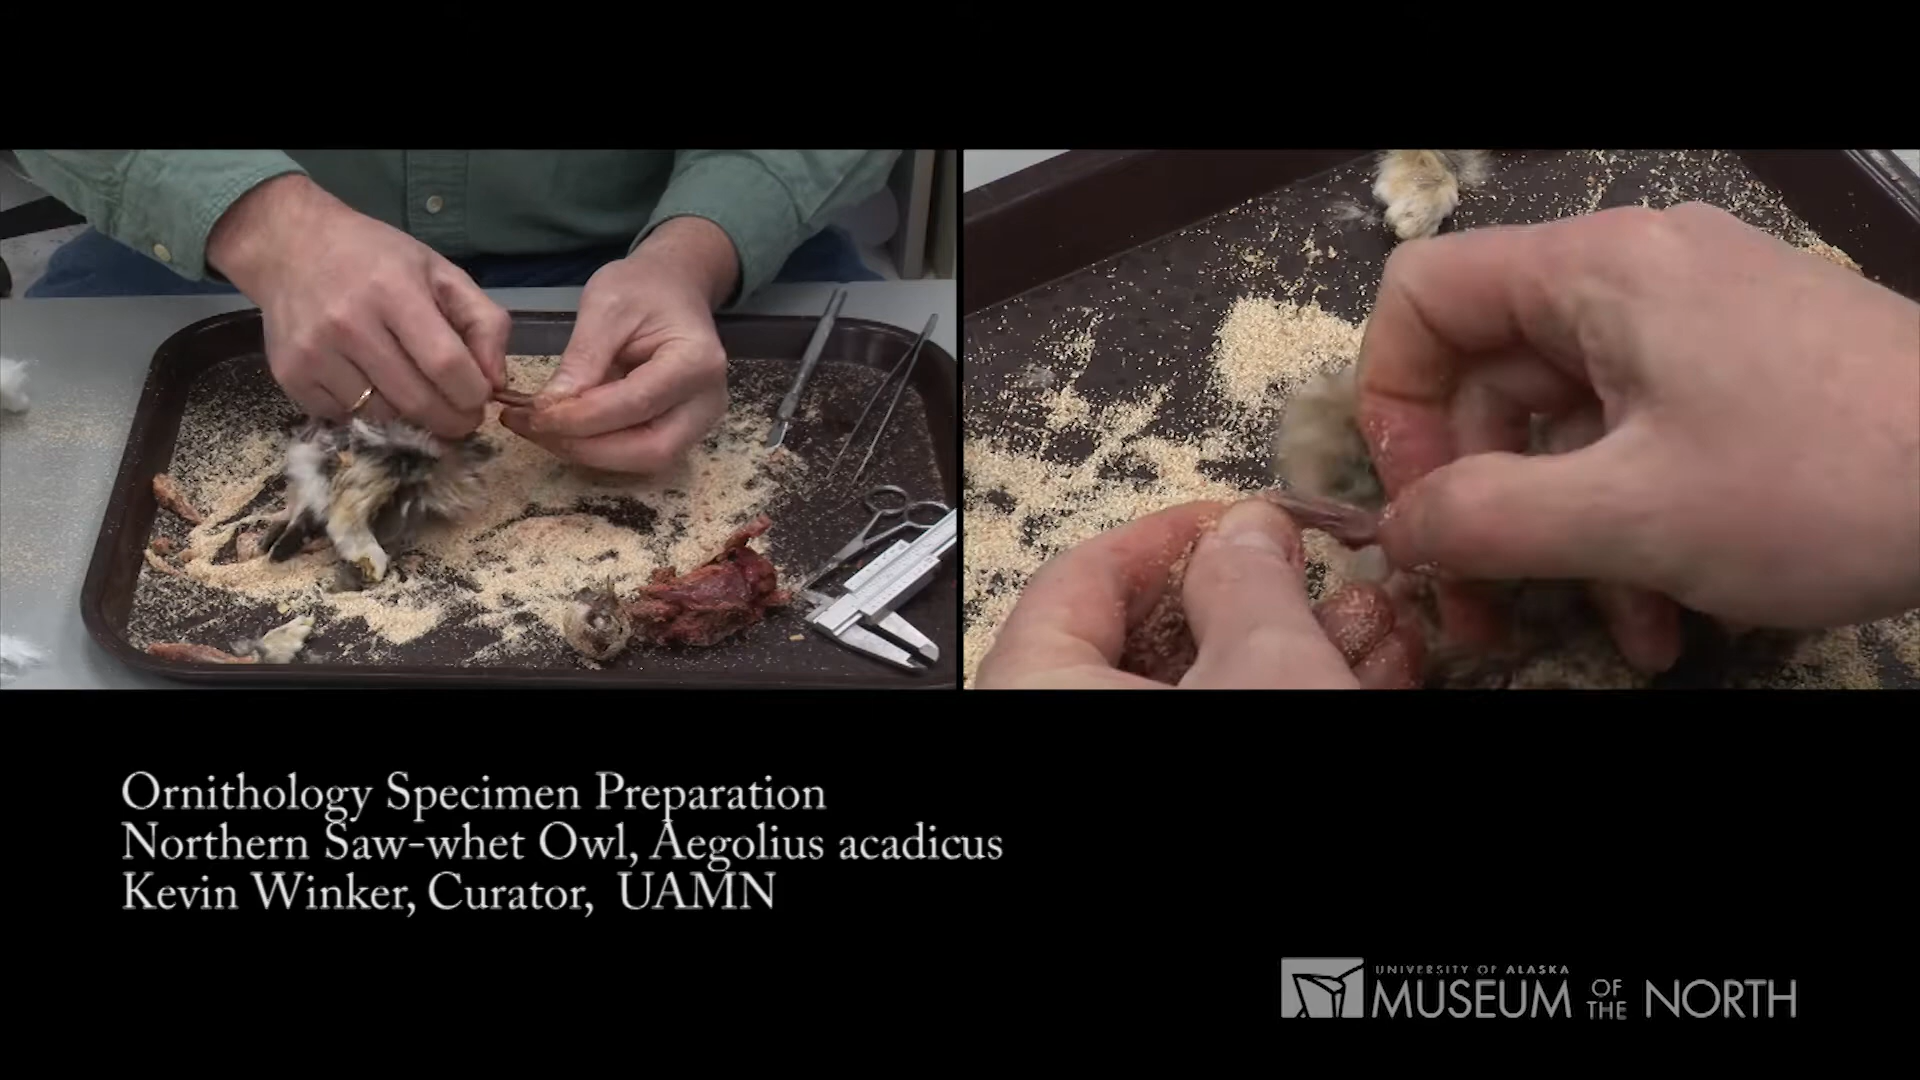 Ornithology Specimen Preparation
Northern Saw-whet Owl, Aegolius acadicus
Kevin Winker, Curator, UAMN
UNIVERSITY OF ALASKA
MUSEUM OF THE NORTH